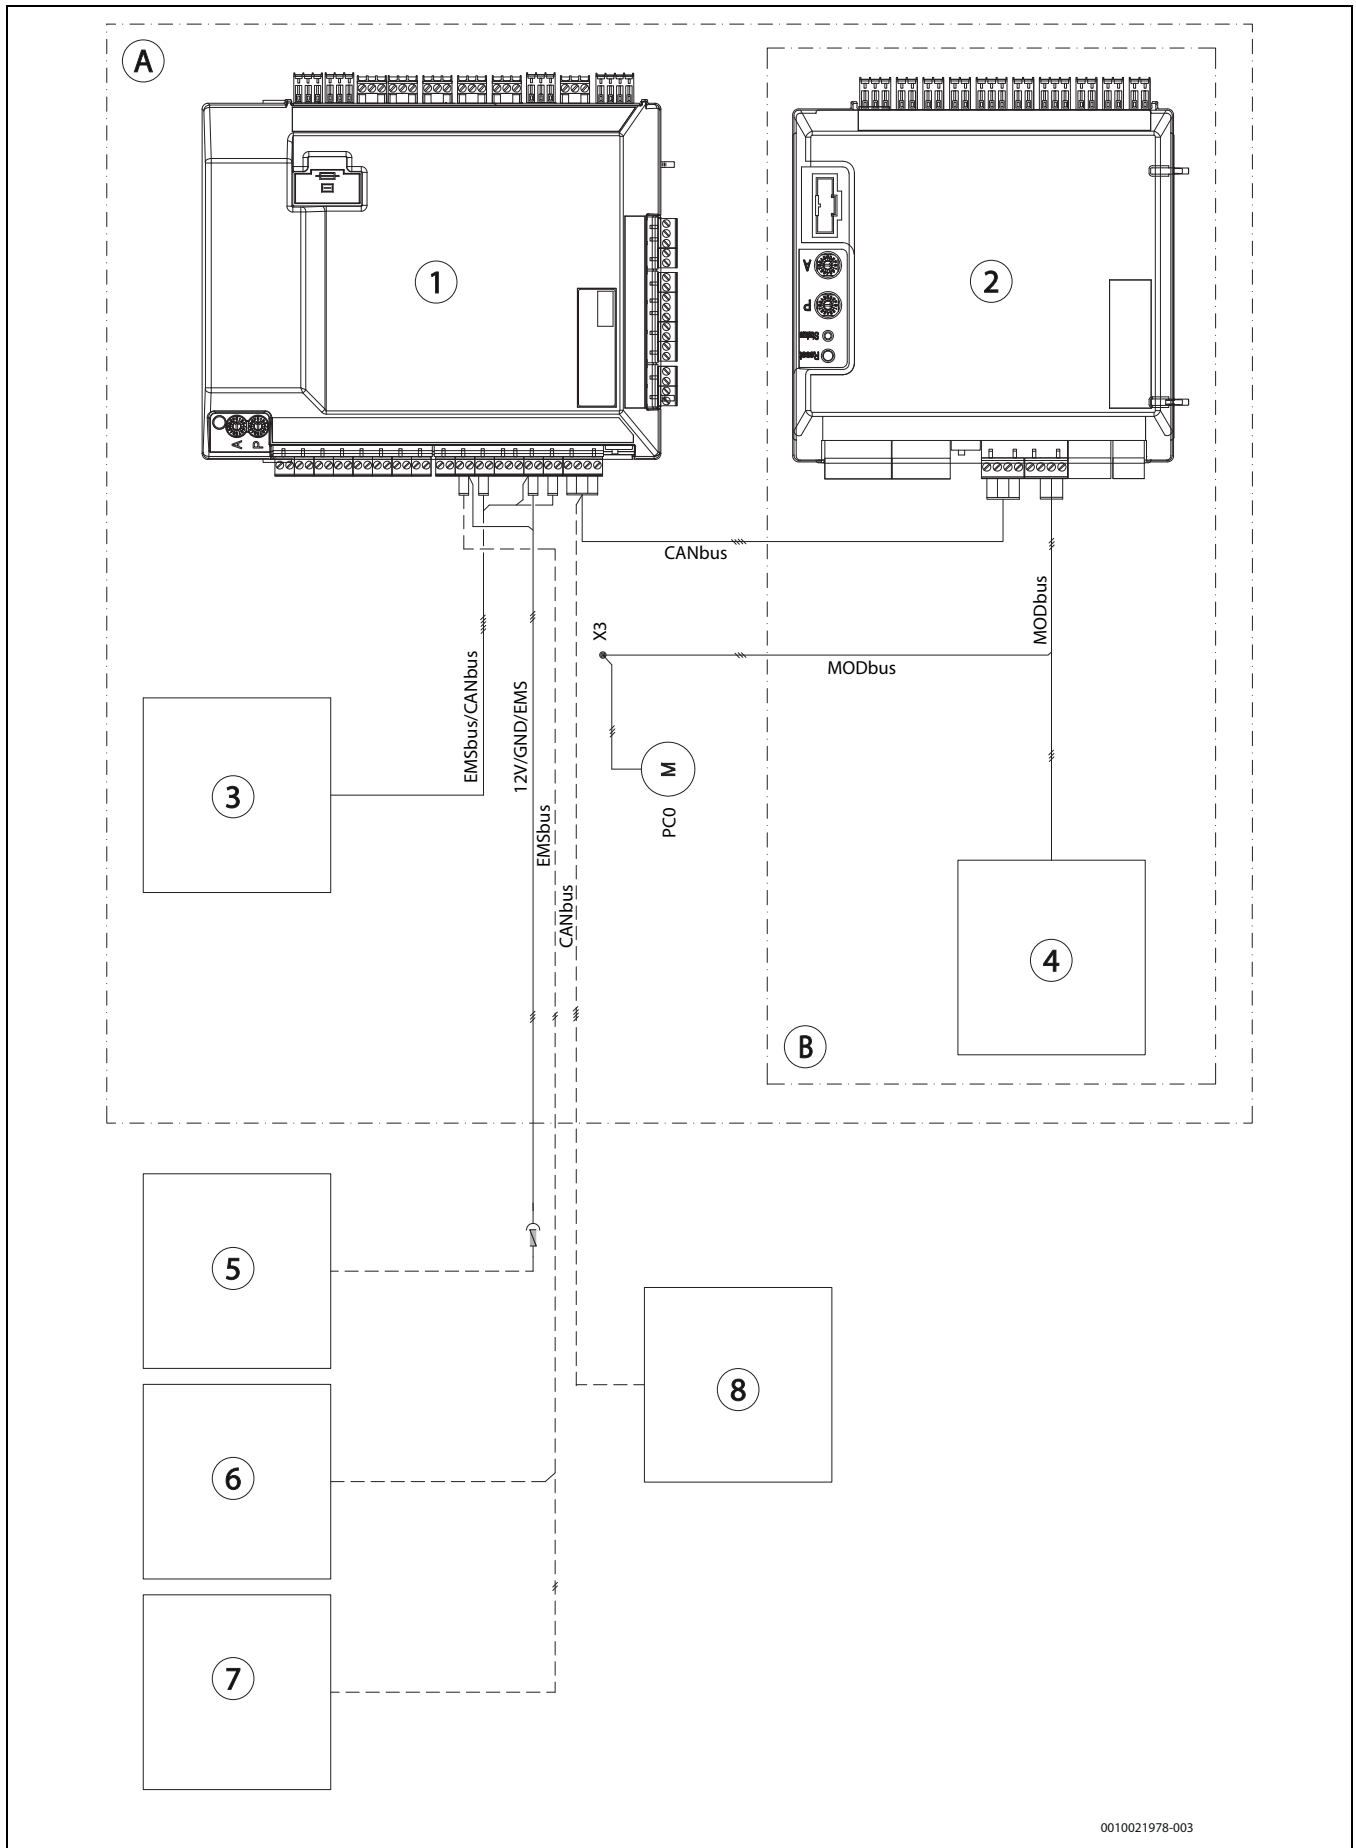 A
1
A
P
A
P
Status
Reset
2
CANbus
X3
MODbus
MODbus
EMSbus/CANbus
12V/GND/EMS
EMSbus
CANbus
M
PC0
3
4
B
5
6
7
8
0010021978-003